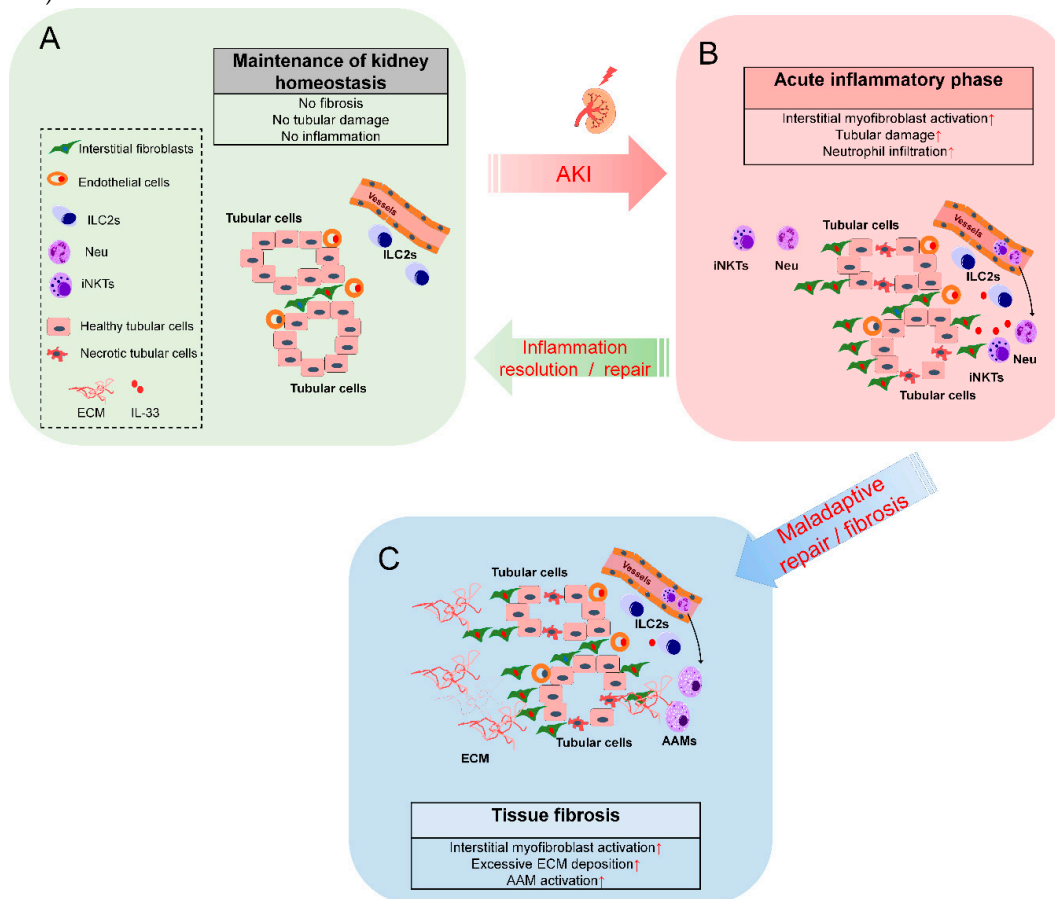 A
Maintenance of kidney
homeostasis
No fibrosis
No tubular damage
No inflammation
Interstitial fibroblasts
Endothelial cells
ILC2s
Neu
iNKTs
Healthy tubular cells
Necrotic tubular cells
ECM
IL-33
Tubular cells
Vessels
ILC2s
Tubular cells
AKI
Inflammation
resolution / repair
B
Acute inflammatory phase
Interstitial myofibroblast activation↑
Tubular damage↑
Neutrophil infiltration↑
iNKTs
Neu
Tubular cells
Vessels
ILC2s
Neu
iNKTs
Tubular cells
Maladaptive
repair / fibrosis
C
Tubular cells
Vessels
ILC2s
AAMs
Tubular cells
ECM
Tissue fibrosis
Interstitial myofibroblast activation↑
Excessive ECM deposition↑
AAM activation↑